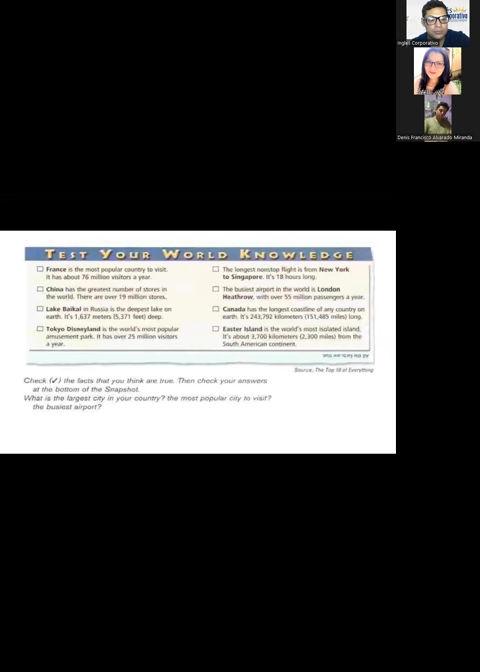 Inglés Corporativo
Denis Francisco Alvarado Miranda
TEST YOUR WORLD KNOWLEDGE
France is the most popular country to visit.
It has about 76 million visitors a year.
China has the greatest number of stores in
the world. There are over 19 million stores.
Lake Baikal in Russia is the deepest lake on
earth. It's 1,637 meters (5,371 feet) deep.
Tokyo Disneyland is the world's most popular
amusement park. It has over 25 million visitors
a year.
The longest nonstop flight is from New York
to Singapore. It's 18 hours long.
The busiest airport in the world is London
Heathrow, with over 55 million passengers a year.
Canada has the longest coastline of any country on
earth. It's 243,792 kilometers (151,485 miles) long.
Easter Island is the world's most isolated island.
It's about 3,700 kilometers (2,300 miles) from the
South American continent.
All the facts are true.
Source: The Top 10 of Everything
Check (✓) the facts that you think are true. Then check your answers
at the bottom of the Snapshot.
What is the largest city in your country? the most popular city to visit?
the busiest airport?